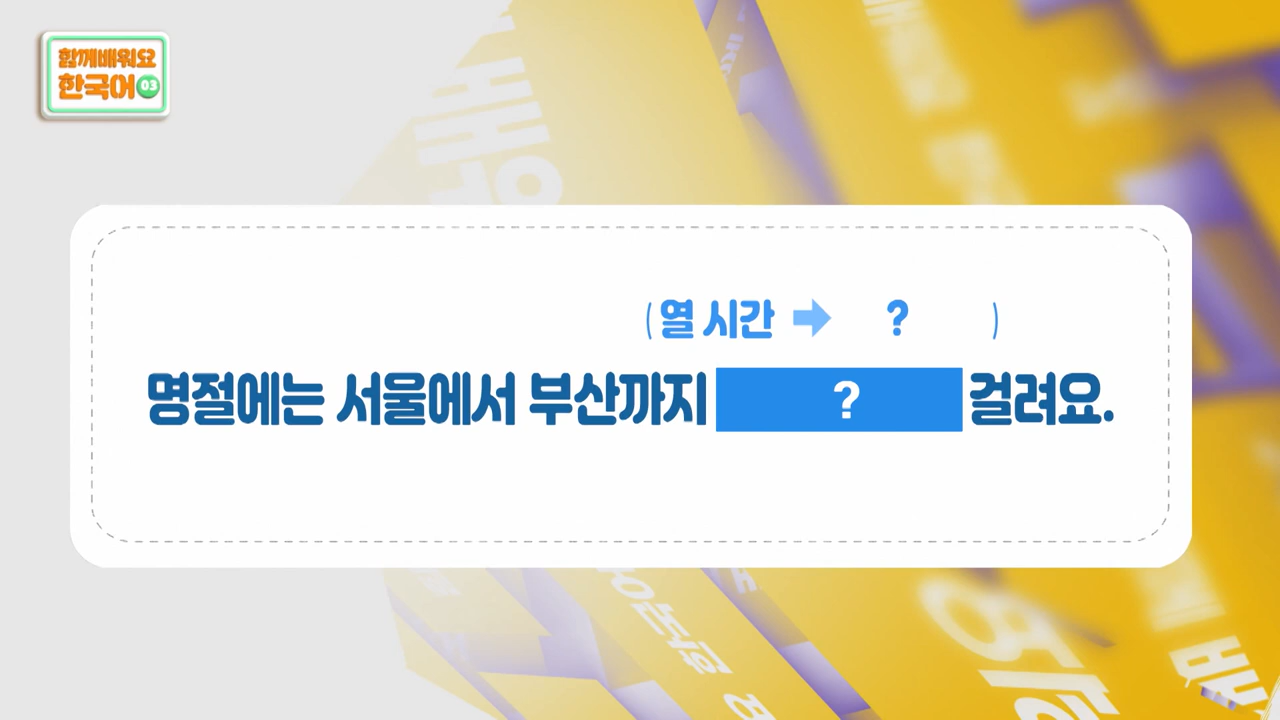 함께 배워요
한국어 03
(열 시간 ➡ ? )
명절에는 서울에서 부산까지 ? 걸려요.